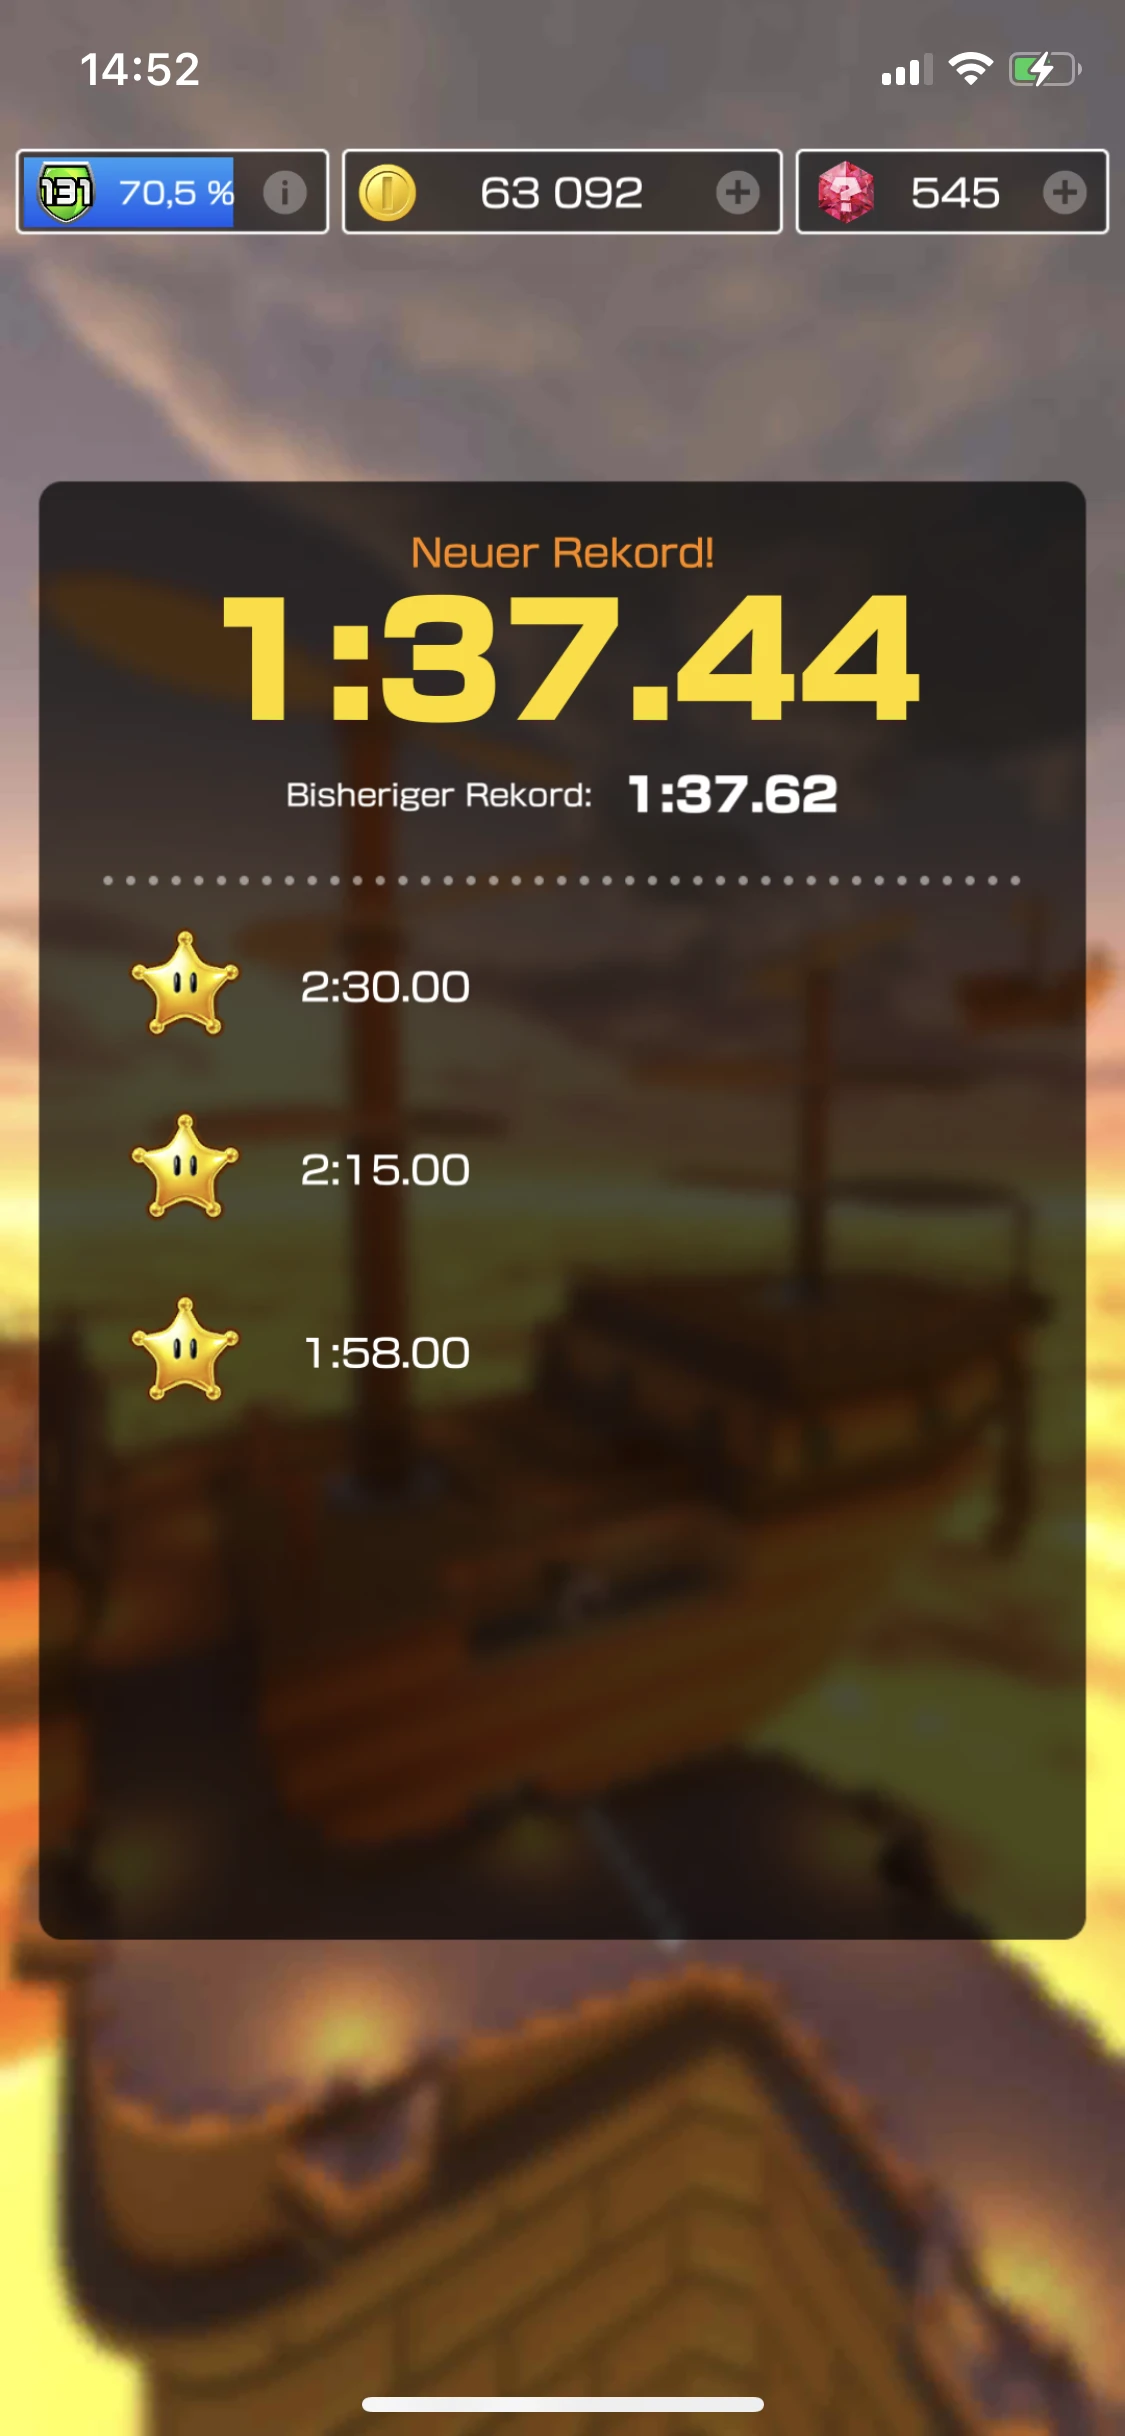 14:52
131 70,5 % i 63 092 + ? 545 +
Neuer Rekord!
1:37.44
Bisheriger Rekord: 1:37.62
2:30.00
2:15.00
1:58.00